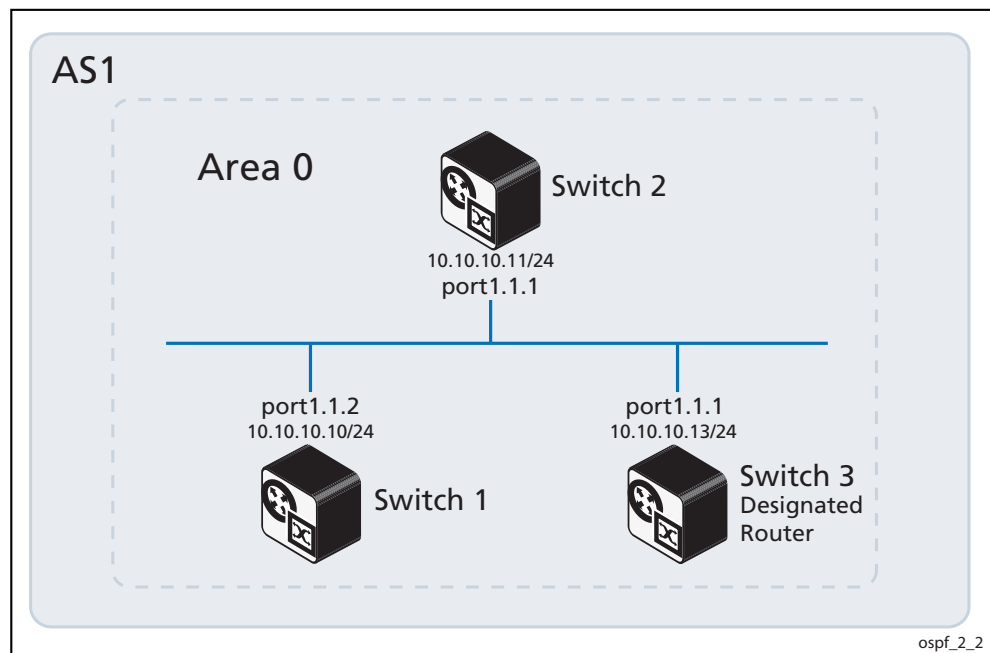 AS1
Area 0
Switch 2
10.10.10.11/24
port1.1.1
port1.1.2
10.10.10.10/24
port1.1.1
10.10.10.13/24
Switch 1
Switch 3
Designated
Router
ospf_2_2